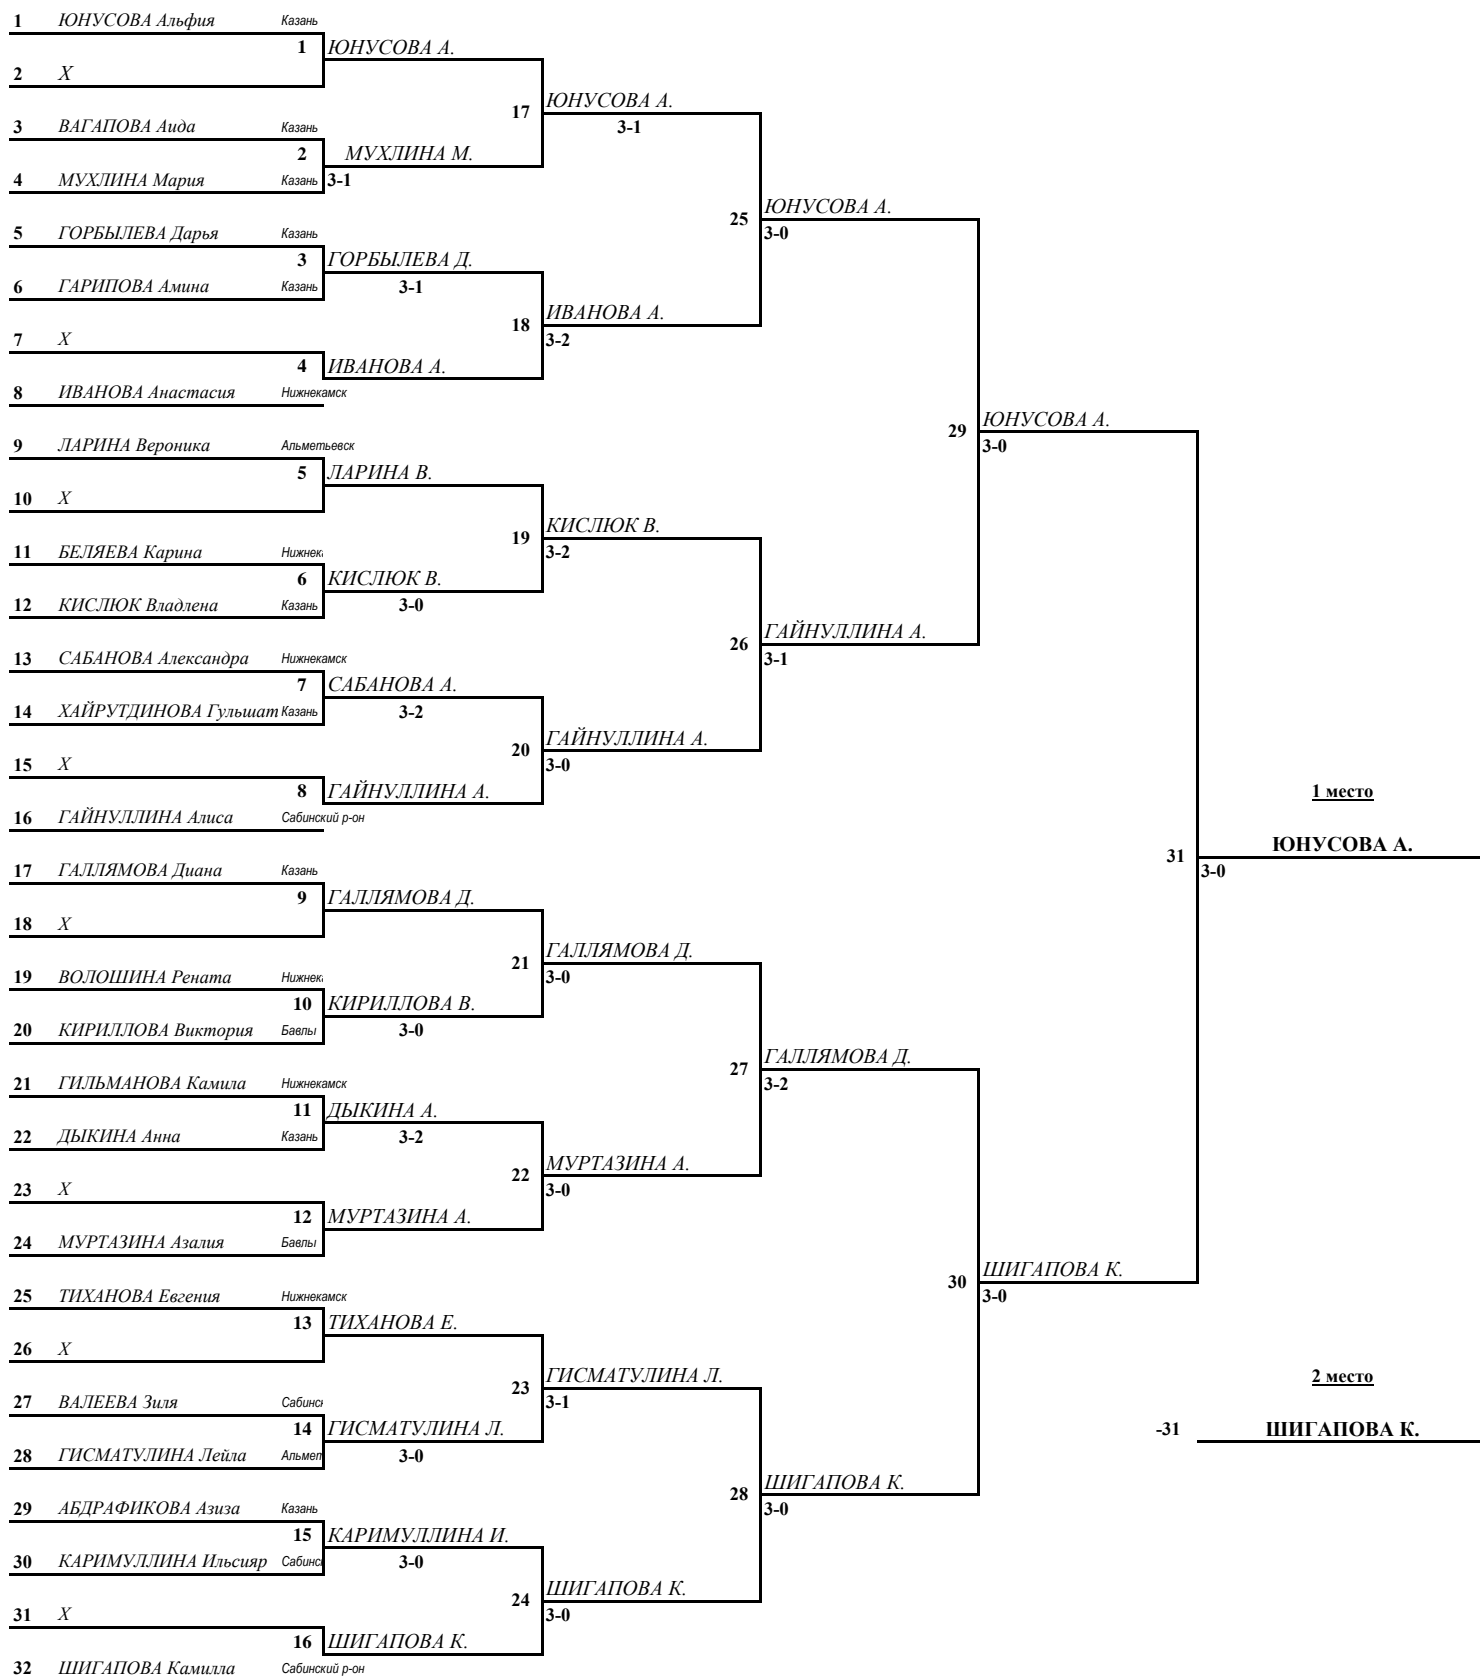 1 ЮНУСОВА Альфия Казань
1 ЮНУСОВА А.
2 X
17 ЮНУСОВА А.
3 ВАГАПОВА Аида Казань 3-1
2 МУХЛИНА М.
4 МУХЛИНА Мария Казань 3-1
25 ЮНУСОВА А.
5 ГОРБЫЛЕВА Дарья Казань 3-0
3 ГОРБЫЛЕВА Д.
6 ГАРИПОВА Амина Казань 3-1
18 ИВАНОВА А.
7 X 3-2
4 ИВАНОВА А.
8 ИВАНОВА Анастасия Нижнекамск
29 ЮНУСОВА А.
9 ЛАРИНА Вероника Альметьевск 3-0
5 ЛАРИНА В.
10 X
19 КИСЛЮК В.
11 БЕЛЯЕВА Карина Нижнек 3-2
6 КИСЛЮК В.
12 КИСЛЮК Владлена Казань 3-0
26 ГАЙНУЛЛИНА А.
13 САБАНОВА Александра Нижнекамск 3-1
7 САБАНОВА А.
14 ХАЙРУТДИНОВА Гульшат Казань 3-2
20 ГАЙНУЛЛИНА А.
15 X 3-0
8 ГАЙНУЛЛИНА А. 1 место
16 ГАЙНУЛЛИНА Алиса Сабинский р-он
31 ЮНУСОВА А.
17 ГАЛЛЯМОВА Диана Казань 3-0
9 ГАЛЛЯМОВА Д.
18 X
21 ГАЛЛЯМОВА Д.
19 ВОЛОШИНА Рената Нижнек 3-0
10 КИРИЛЛОВА В.
20 КИРИЛЛОВА Виктория Бавлы 3-0
27 ГАЛЛЯМОВА Д.
21 ГИЛЬМАНОВА Камила Нижнекамск 3-2
11 ДЫКИНА А.
22 ДЫКИНА Анна Казань 3-2
22 МУРТАЗИНА А.
23 X 3-0
12 МУРТАЗИНА А.
24 МУРТАЗИНА Азалия Бавлы
30 ШИГАПОВА К.
25 ТИХАНОВА Евгения Нижнекамск 3-0
13 ТИХАНОВА Е.
26 X
23 ГИСМАТУЛИНА Л. 2 место
27 ВАЛЕЕВА Зиля Сабинск 3-1
14 ГИСМАТУЛИНА Л. -31 ШИГАПОВА К.
28 ГИСМАТУЛИНА Лейла Альмет 3-0
28 ШИГАПОВА К.
29 АБДРАФИКОВА Азиза Казань 3-0
15 КАРИМУЛЛИНА И.
30 КАРИМУЛЛИНА Ильсияр Сабинс 3-0
24 ШИГАПОВА К.
31 X 3-0
16 ШИГАПОВА К.
32 ШИГАПОВА Камилла Сабинский р-он